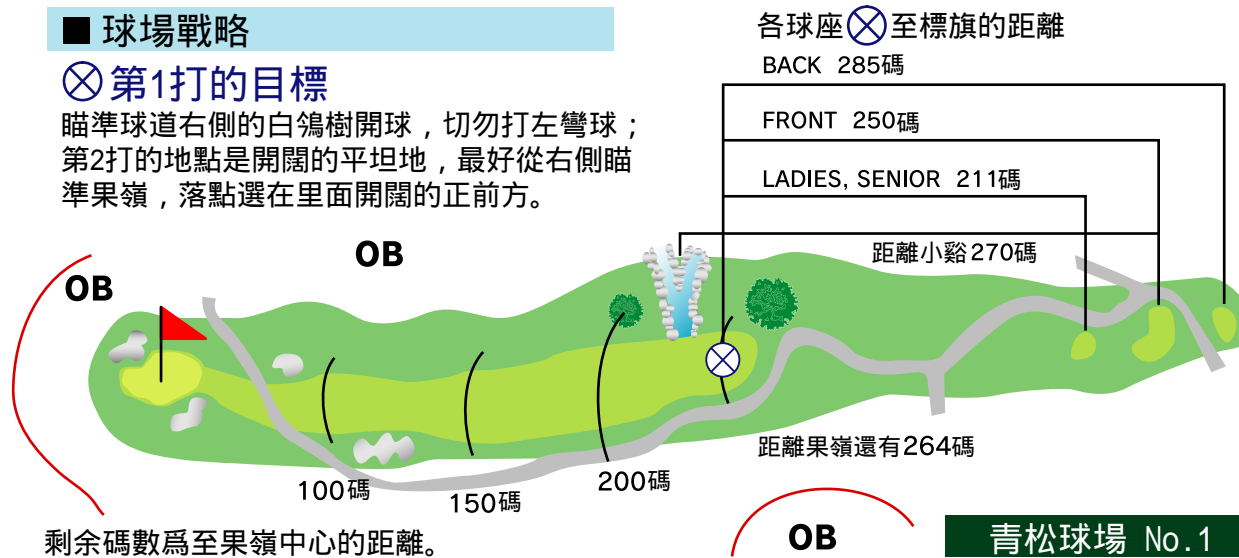 ■ 球場戰略
第1打的目標
瞄準球道右側的白鴒樹開球，切勿打左彎球；
第2打的地點是開闊的平坦地，最好從右側瞄
準果嶺，落點選在里面開闊的正前方。
各球座⊗至標旗的距離
BACK 285碼
FRONT 250碼
LADIES, SENIOR 211碼
距離小谿270碼
OB
OB
距離果嶺還有264碼
100碼
150碼
200碼
OB
剩余碼數爲至果嶺中心的距離。
青松球場 No.1